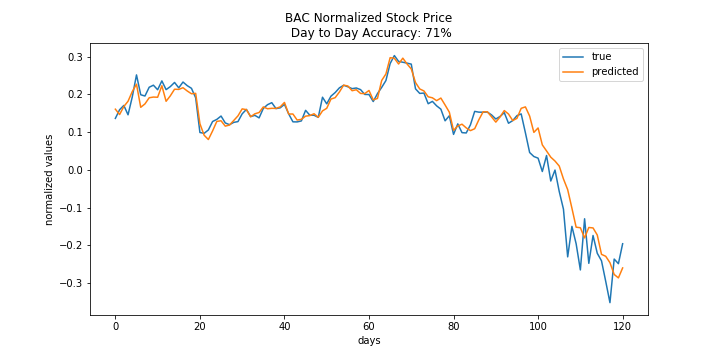 BAC Normalized Stock Price
Day to Day Accuracy: 71%
true
predicted
normalized values
0.3
0.2
0.1
0.0
−0.1
−0.2
−0.3
0
20
40
60
80
100
120
days